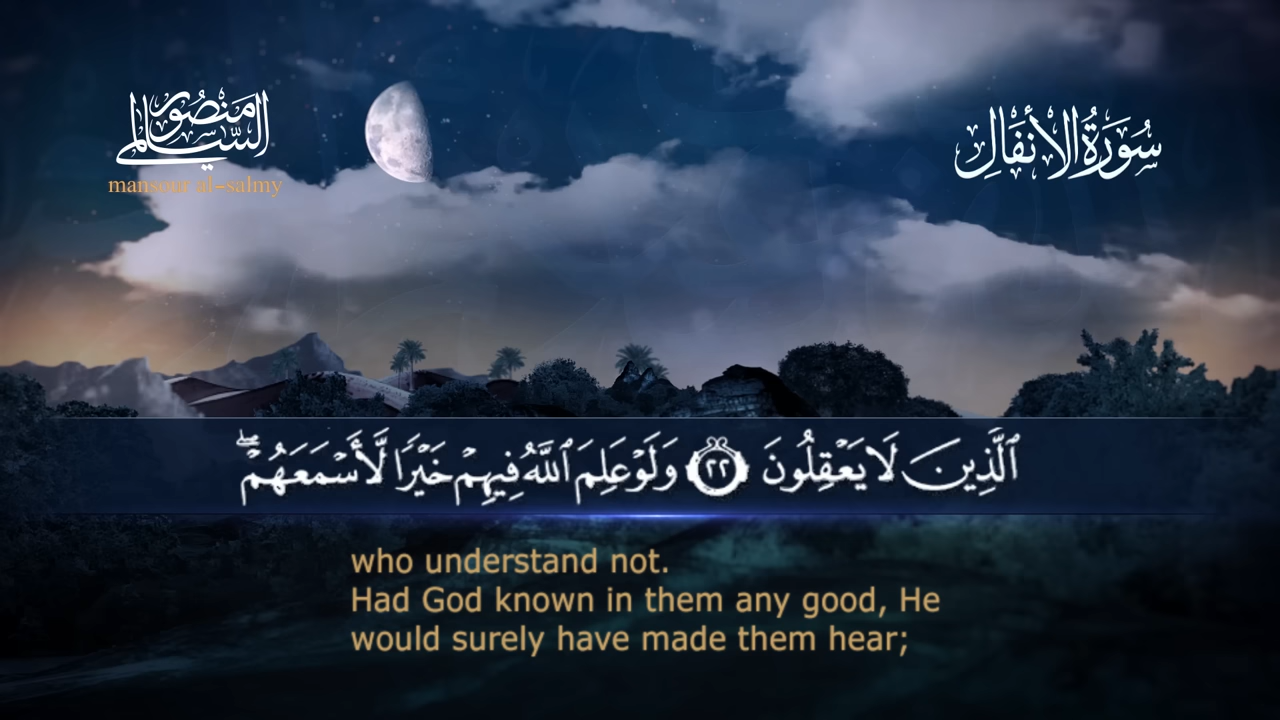 منصور السالمي
mansour al-salmy
سُورَةُ الأَنفَالِ
ٱلَّذِينَ لَا يَعْقِلُونَ ٢٢ وَلَوْ عَلِمَ ٱللَّهُ فِيهِمْ خَيْرًا لَّأَسْمَعَهُمْ ۖ
who understand not.
Had God known in them any good, He
would surely have made them hear;